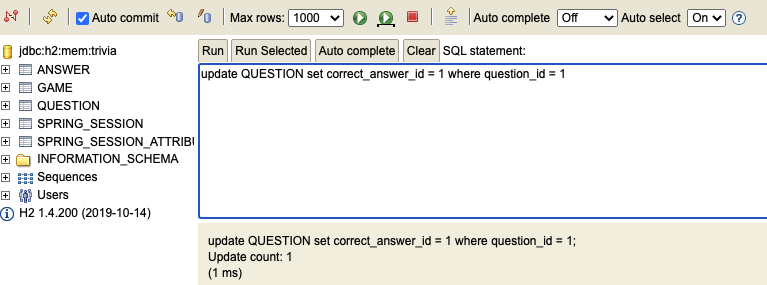 Auto commit Max rows: 1000 Auto complete Off Auto select On ?
jdbc:h2:mem:trivia
ANSWER
GAME
QUESTION
SPRING_SESSION
SPRING_SESSION_ATTRIBU
INFORMATION_SCHEMA
Sequences
Users
H2 1.4.200 (2019-10-14)
Run Run Selected Auto complete Clear SQL statement:
update QUESTION set correct_answer_id = 1 where question_id = 1
update QUESTION set correct_answer_id = 1 where question_id = 1;
Update count: 1
(1 ms)